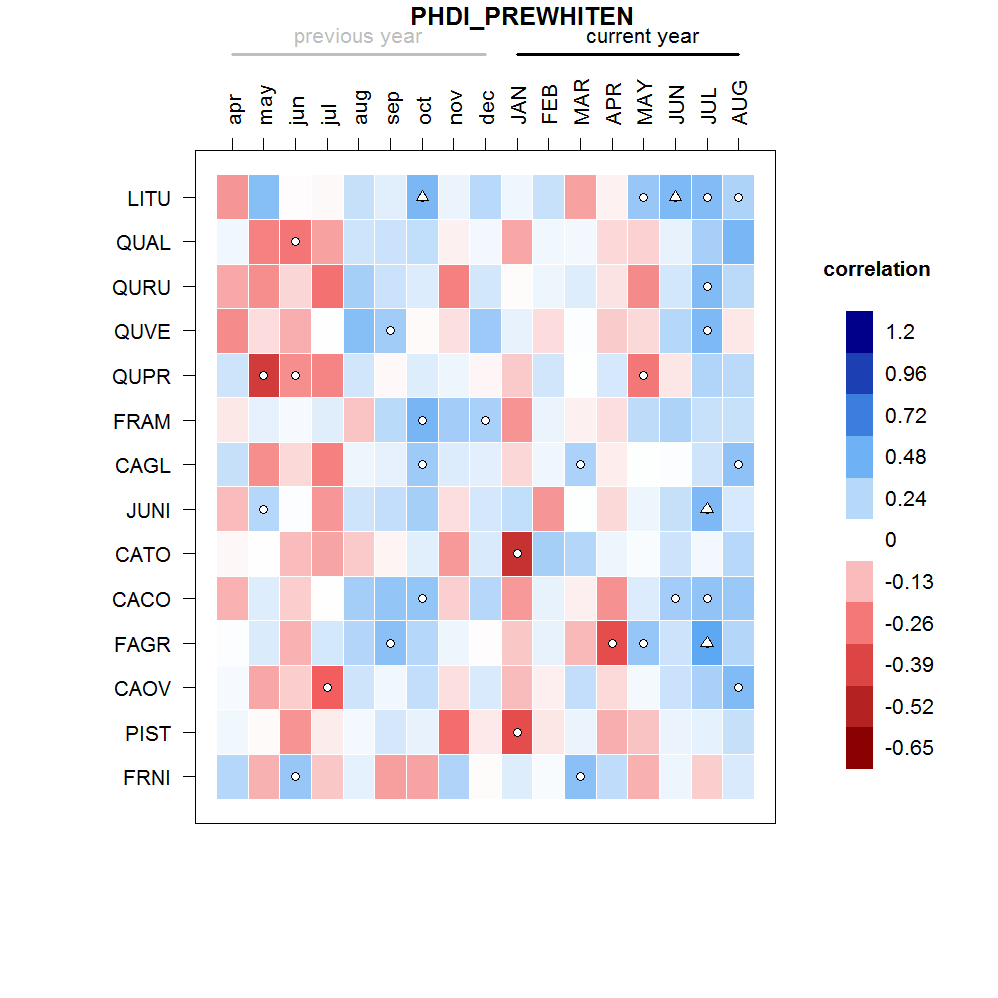 PHDI_PREWHITEN
previous year current year
apr may jun jul aug sep oct nov dec JAN FEB MAR APR MAY JUN JUL AUG
LITU
QUAL
QURU
QUVE
QUPR
FRAM
CAGL
JUNI
CATO
CACO
FAGR
CAOV
PIST
FRNI
correlation
1.2
0.96
0.72
0.48
0.24
0
-0.13
-0.26
-0.39
-0.52
-0.65